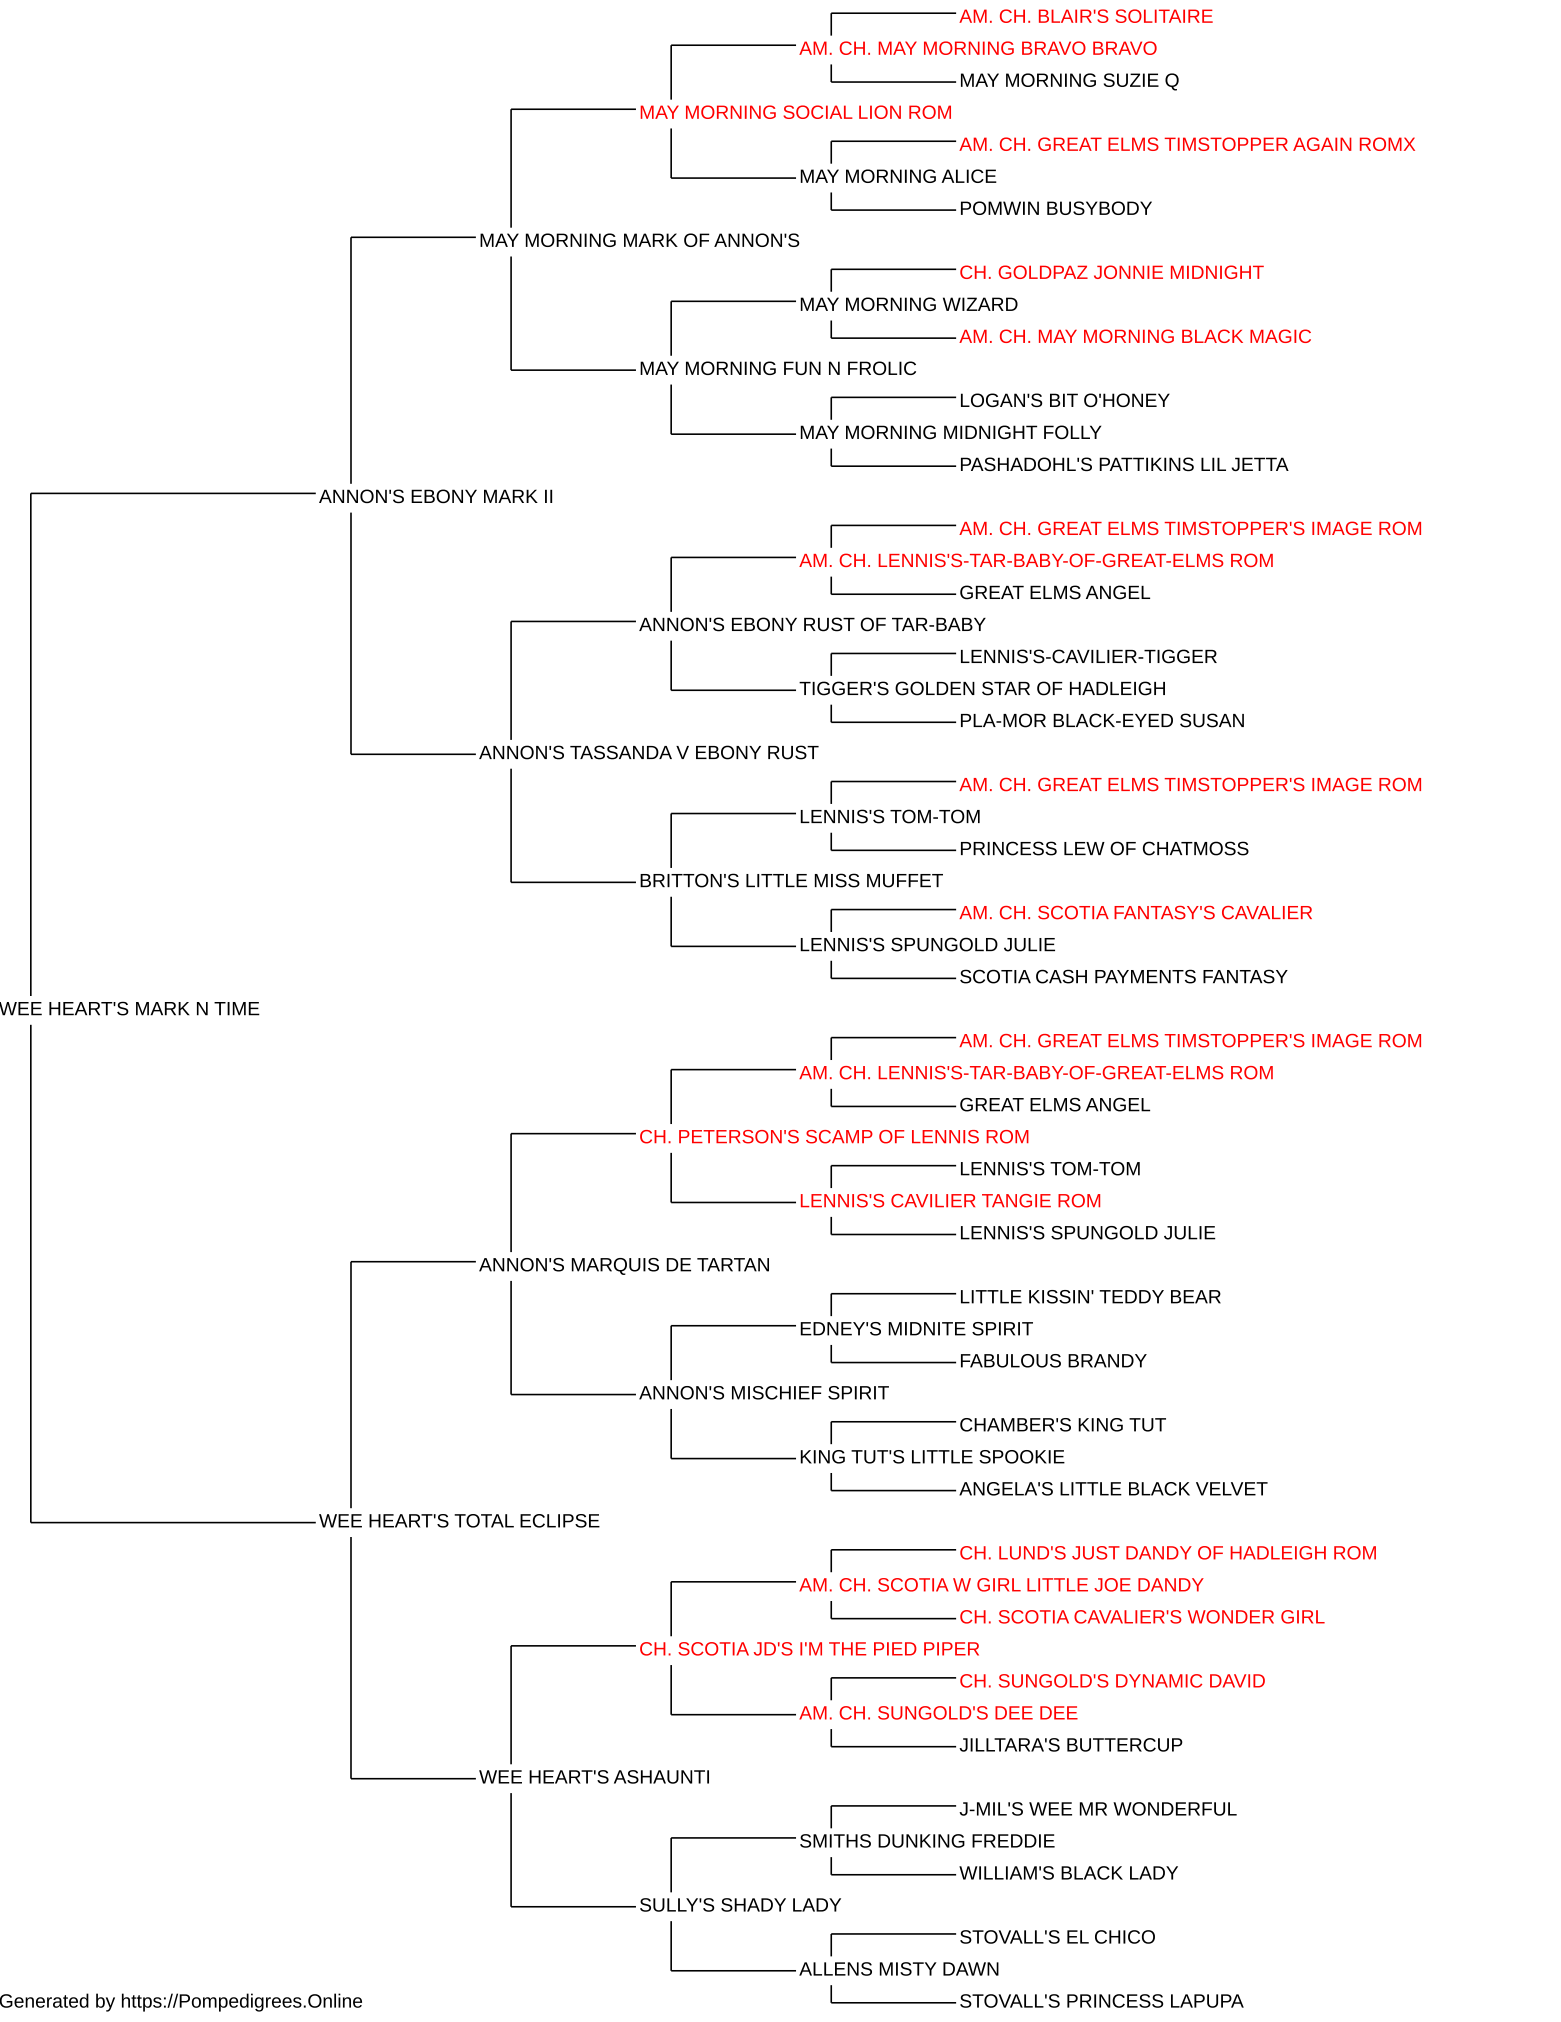 AM. CH. BLAIR'S SOLITAIRE
AM. CH. MAY MORNING BRAVO BRAVO
MAY MORNING SUZIE Q
MAY MORNING SOCIAL LION ROM
AM. CH. GREAT ELMS TIMSTOPPER AGAIN ROMX
MAY MORNING ALICE
POMWIN BUSYBODY
MAY MORNING MARK OF ANNON'S
CH. GOLDPAZ JONNIE MIDNIGHT
MAY MORNING WIZARD
AM. CH. MAY MORNING BLACK MAGIC
MAY MORNING FUN N FROLIC
LOGAN'S BIT O'HONEY
MAY MORNING MIDNIGHT FOLLY
PASHADOHL'S PATTIKINS LIL JETTA
ANNON'S EBONY MARK II
AM. CH. GREAT ELMS TIMSTOPPER'S IMAGE ROM
AM. CH. LENNIS'S-TAR-BABY-OF-GREAT-ELMS ROM
GREAT ELMS ANGEL
ANNON'S EBONY RUST OF TAR-BABY
LENNIS'S-CAVILIER-TIGGER
TIGGER'S GOLDEN STAR OF HADLEIGH
PLA-MOR BLACK-EYED SUSAN
ANNON'S TASSANDA V EBONY RUST
AM. CH. GREAT ELMS TIMSTOPPER'S IMAGE ROM
LENNIS'S TOM-TOM
PRINCESS LEW OF CHATMOSS
BRITTON'S LITTLE MISS MUFFET
AM. CH. SCOTIA FANTASY'S CAVALIER
LENNIS'S SPUNGOLD JULIE
SCOTIA CASH PAYMENTS FANTASY
WEE HEART'S MARK N TIME
AM. CH. GREAT ELMS TIMSTOPPER'S IMAGE ROM
AM. CH. LENNIS'S-TAR-BABY-OF-GREAT-ELMS ROM
GREAT ELMS ANGEL
CH. PETERSON'S SCAMP OF LENNIS ROM
LENNIS'S TOM-TOM
LENNIS'S CAVILIER TANGIE ROM
LENNIS'S SPUNGOLD JULIE
ANNON'S MARQUIS DE TARTAN
LITTLE KISSIN' TEDDY BEAR
EDNEY'S MIDNITE SPIRIT
FABULOUS BRANDY
ANNON'S MISCHIEF SPIRIT
CHAMBER'S KING TUT
KING TUT'S LITTLE SPOOKIE
ANGELA'S LITTLE BLACK VELVET
WEE HEART'S TOTAL ECLIPSE
CH. LUND'S JUST DANDY OF HADLEIGH ROM
AM. CH. SCOTIA W GIRL LITTLE JOE DANDY
CH. SCOTIA CAVALIER'S WONDER GIRL
CH. SCOTIA JD'S I'M THE PIED PIPER
CH. SUNGOLD'S DYNAMIC DAVID
AM. CH. SUNGOLD'S DEE DEE
JILLTARA'S BUTTERCUP
WEE HEART'S ASHAUNTI
J-MIL'S WEE MR WONDERFUL
SMITHS DUNKING FREDDIE
WILLIAM'S BLACK LADY
SULLY'S SHADY LADY
STOVALL'S EL CHICO
ALLENS MISTY DAWN
STOVALL'S PRINCESS LAPUPA
Generated by https://Pompedigrees.Online